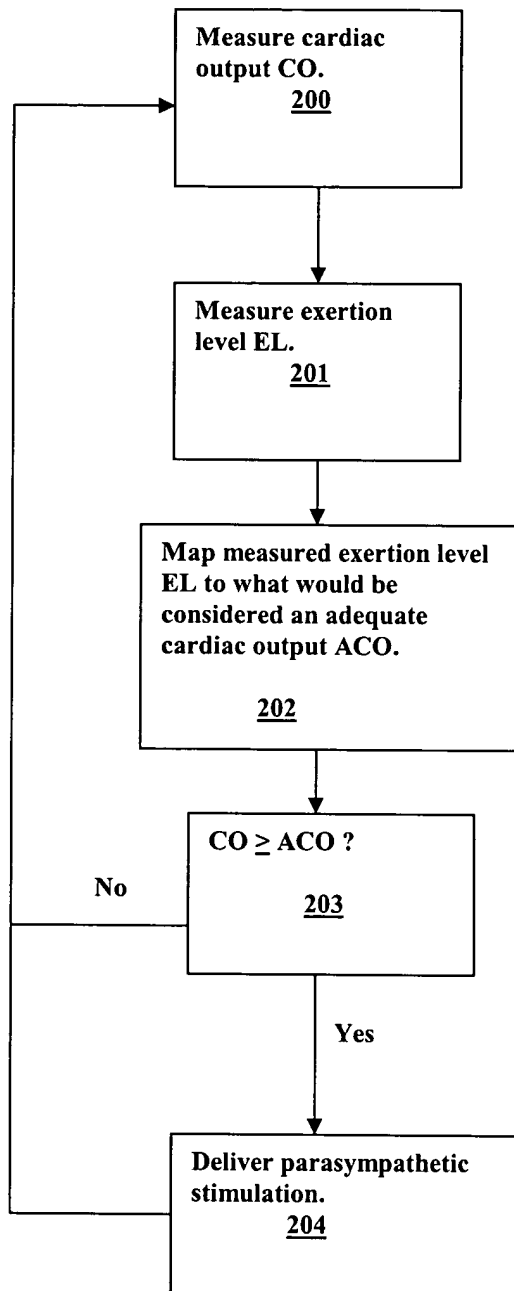 Measure cardiac
output CO.
200
Measure exertion
level EL.
201
Map measured exertion level
EL to what would be
considered an adequate
cardiac output ACO.
202
CO ≥ ACO ?
203
No
Yes
Deliver parasympathetic
stimulation.
204